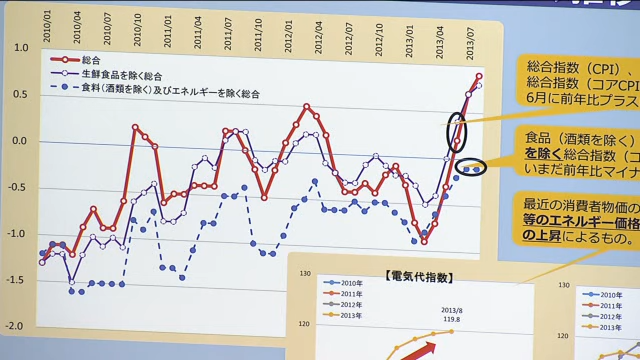 2010/01
2010/04
2010/07
2010/10
2011/01
2011/04
2011/07
2011/10
2012/01
2012/04
2012/07
2012/10
2013/01
2013/04
2013/07
1.0
0.5
0.0
-0.5
-1.0
-1.5
-2.0
総合
生鮮食品を除く総合
食料(酒類を除く)及びエネルギーを除く総合
総合指数(CPI)、
総合指数(コアCPI
6月に前年比プラス
食品(酒類を除く)
を除く総合指数(コ
いまだ前年比マイナ
最近の消費者物価の
等のエネルギー価格
の上昇によるもの。
【電気代指数】
130
120
2010年
2011年
2012年
2013年
2013/8
119.8
130
120
2010年
2011年
2012年
2013年